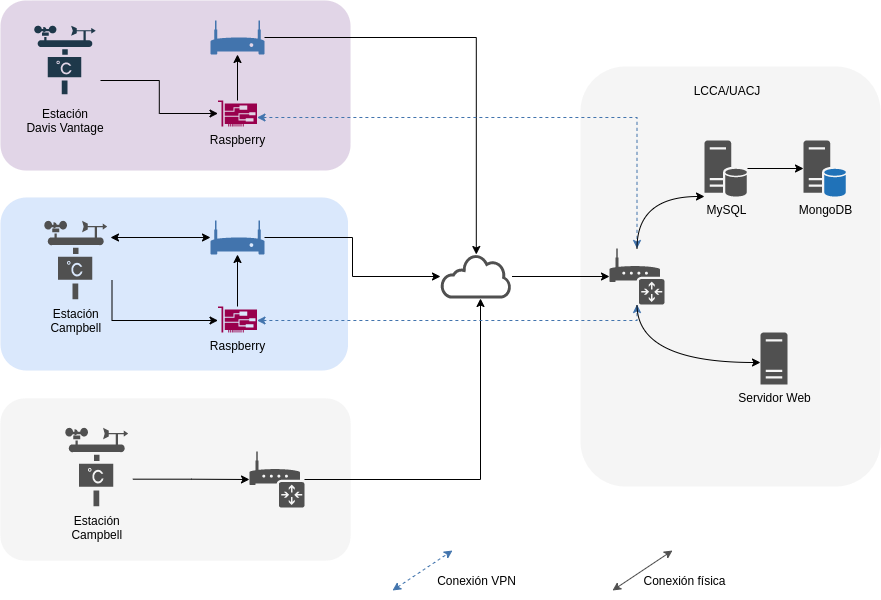 °C
Estación
Davis Vantage
Raspberry
LCCA/UACJ
MySQL
MongoDB
°C
Estación
Campbell
Raspberry
Servidor Web
°C
Estación
Campbell
Conexión VPN
Conexión física